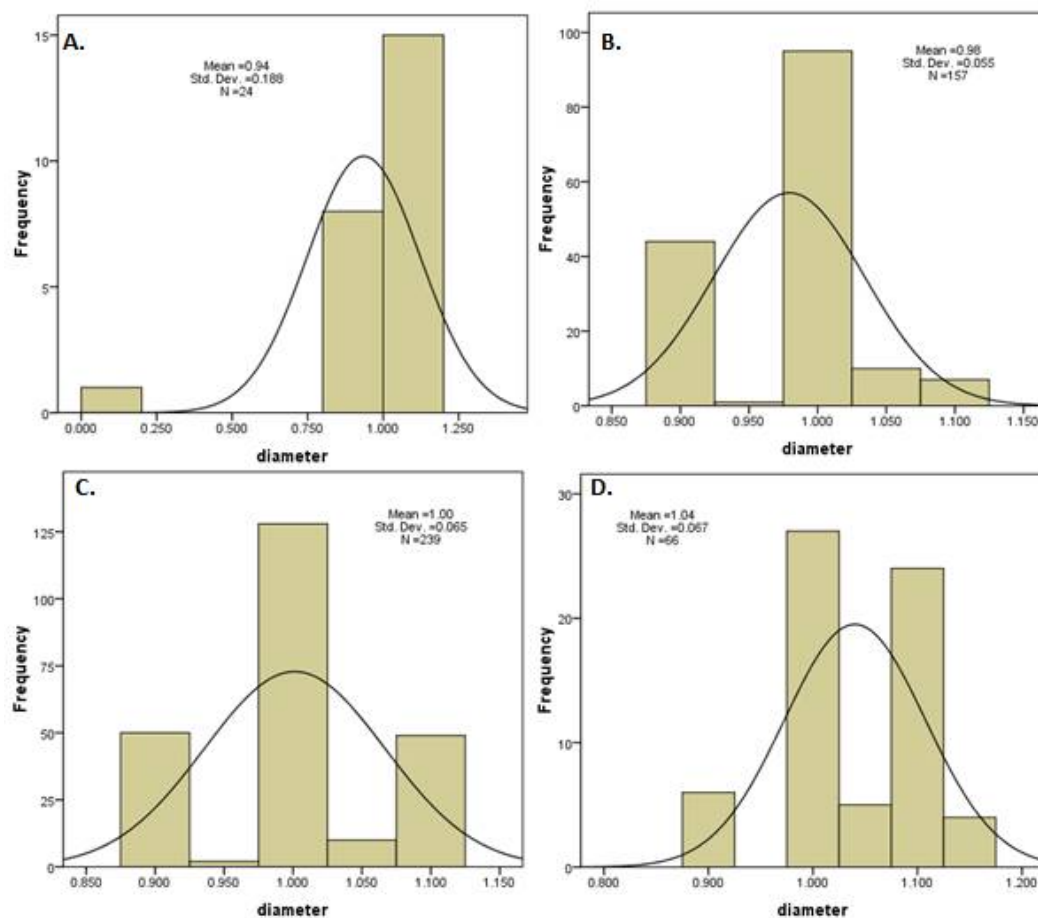 A.
Mean =0.94
Std. Dev. =0.188
N =24
Frequency
15
10
5
0
0.000 0.250 0.500 0.750 1.000 1.250
diameter
B.
Mean =0.98
Std. Dev. =0.055
N =157
Frequency
100
80
60
40
20
0
0.850 0.900 0.950 1.000 1.050 1.100 1.150
diameter
C.
Mean =1.00
Std. Dev. =0.065
N =239
Frequency
125
100
75
50
25
0
0.850 0.900 0.950 1.000 1.050 1.100 1.150
diameter
D.
Mean =1.04
Std. Dev. =0.067
N =66
Frequency
30
20
10
0
0.800 0.900 1.000 1.100 1.200
diameter